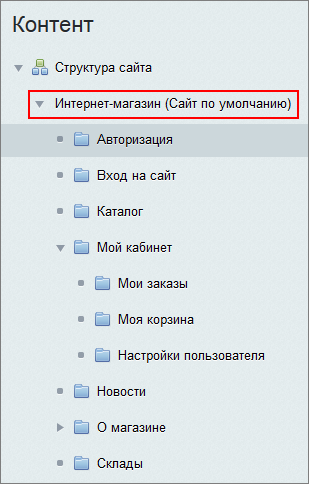 Контент
Структура сайта
Интернет-магазин (Сайт по умолчанию)
Авторизация
Вход на сайт
Каталог
Мой кабинет
Мои заказы
Моя корзина
Настройки пользователя
Новости
О магазине
Склады